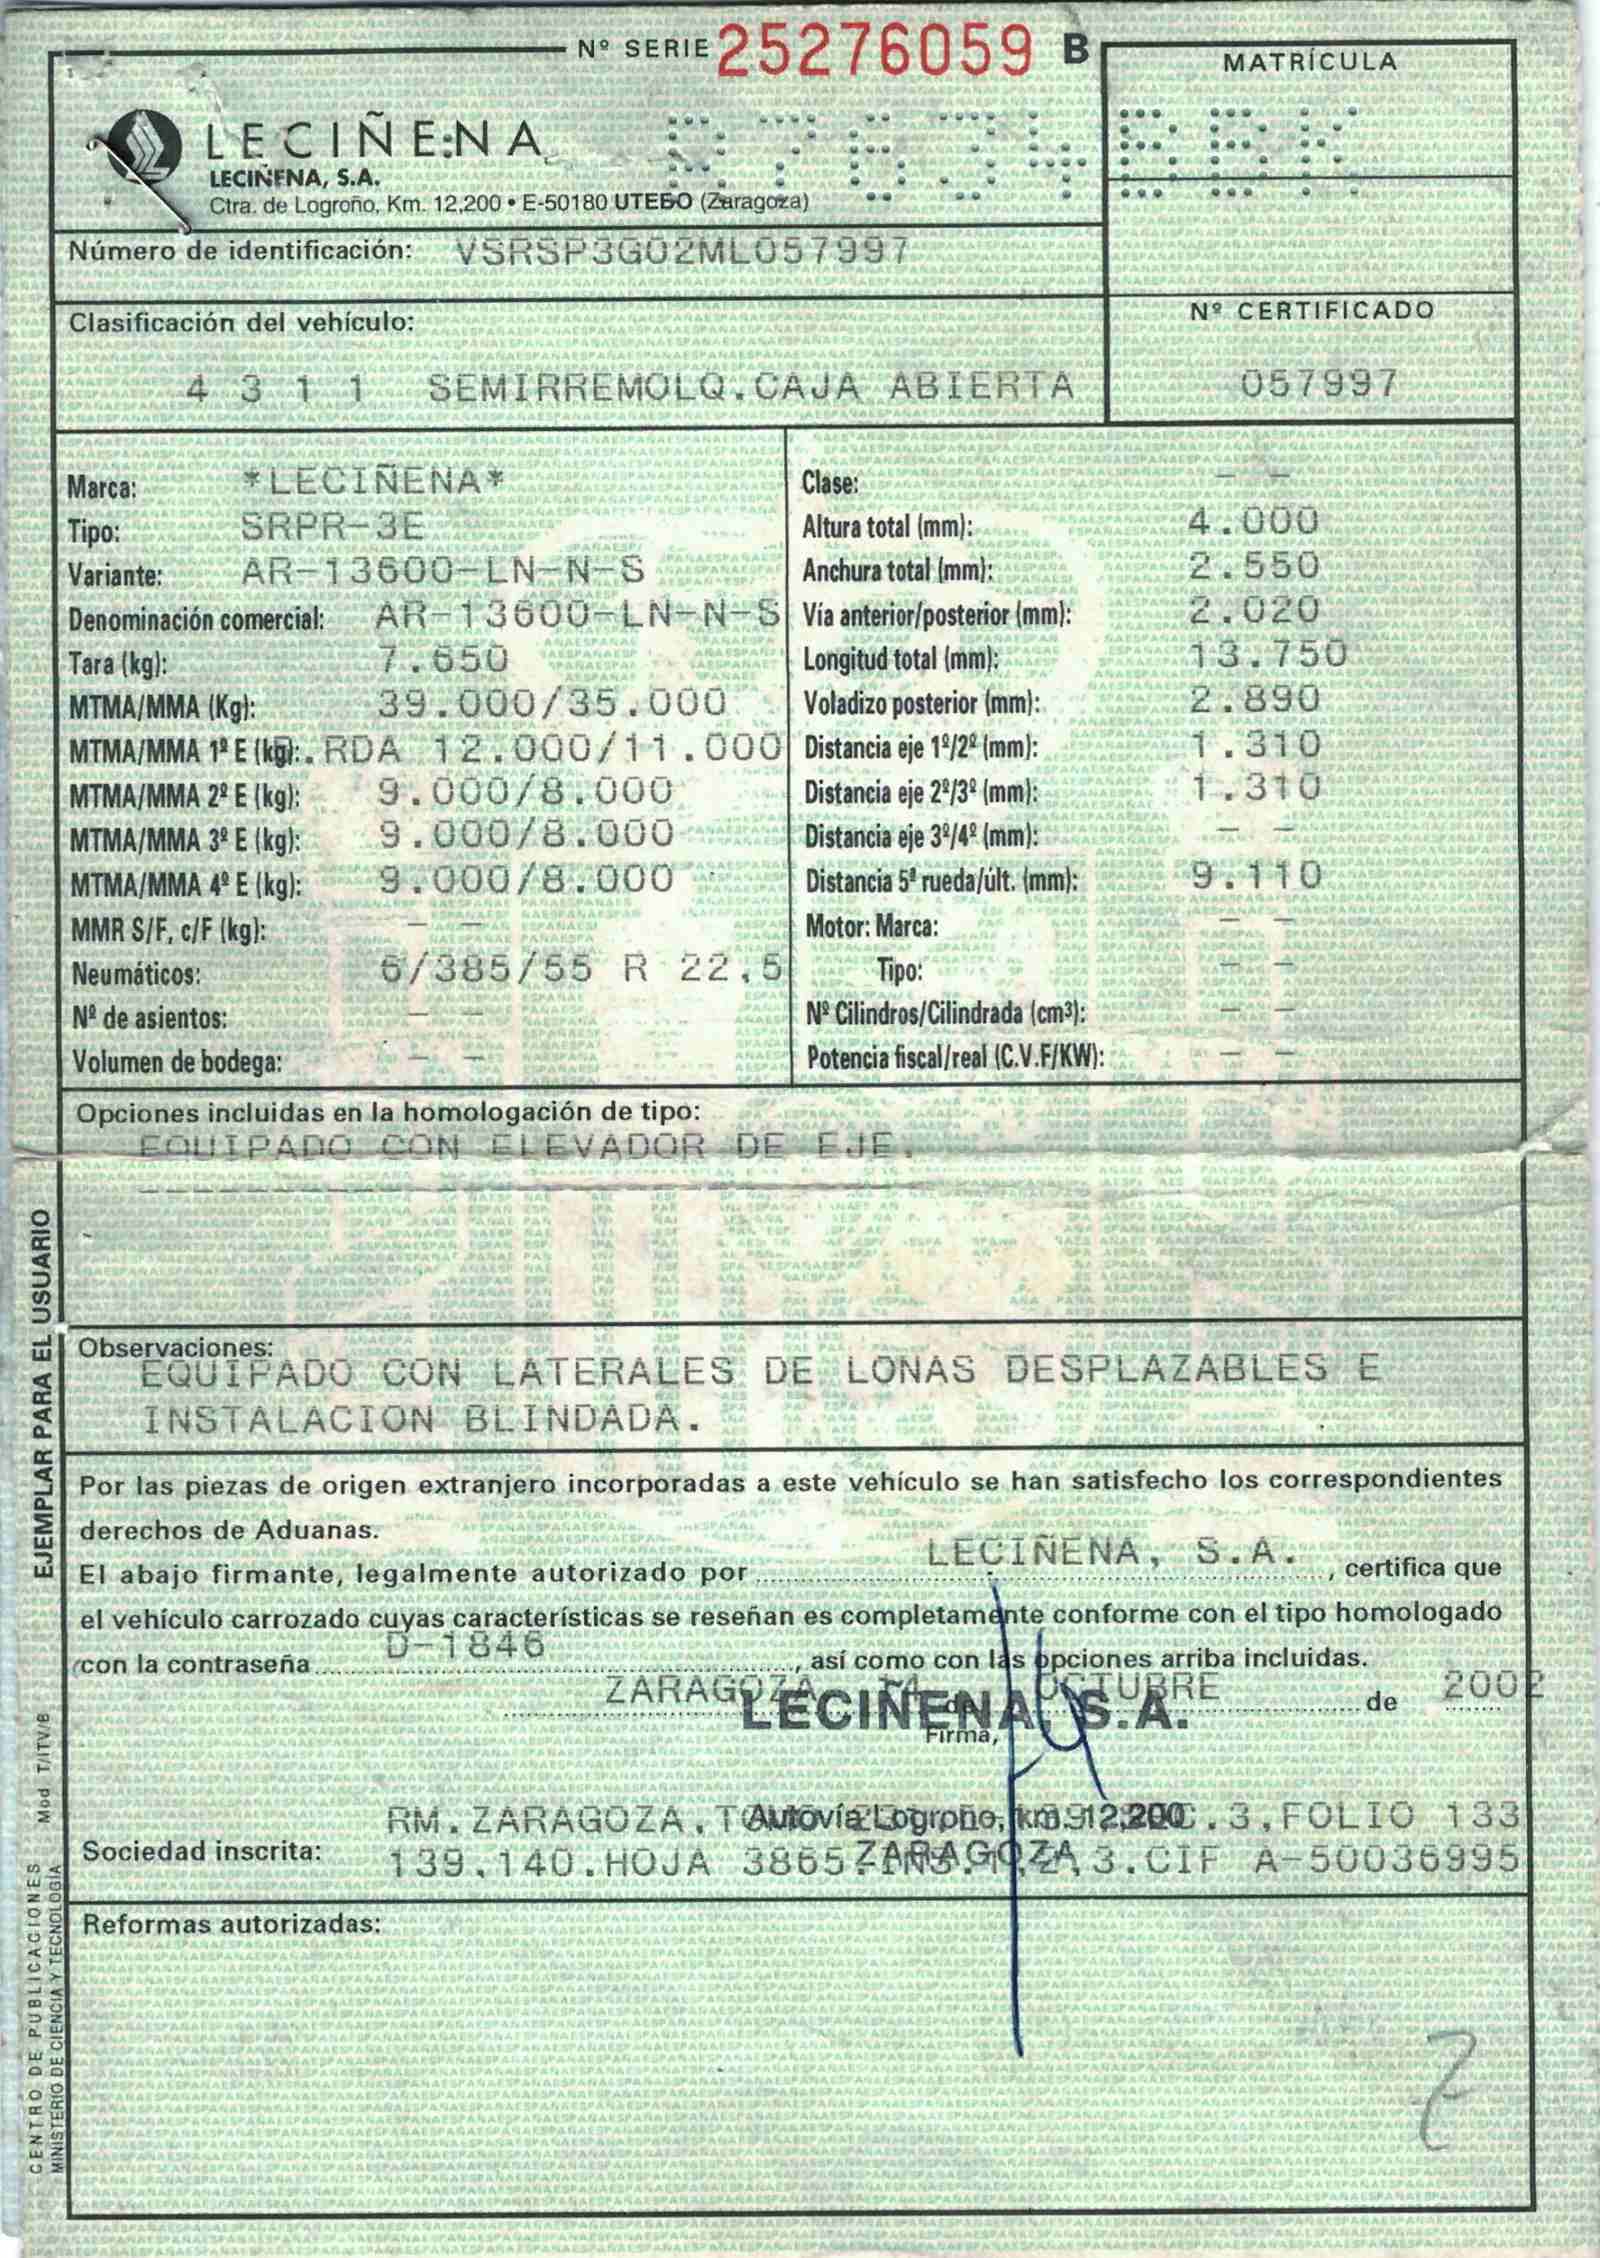 Nº SERIE 25276059 B
MATRÍCULA
R7634BBK
LECIÑENA
LECIÑENA, S.A.
Ctra. de Logroño, Km. 12,200 • E-50180 UTEBO (Zaragoza)
Número de identificación: VSRSP3G02ML057997
Clasificación del vehículo:
4 3 1 1 SEMIRREMOLQ.CAJA ABIERTA
Nº CERTIFICADO
057997
Marca: *LECIÑENA*
Tipo: SRPR-3E
Variante: AR-13600-LN-N-S
Denominación comercial: AR-13600-LN-N-S
Tara (kg): 7.650
MTMA/MMA (Kg): 39.000/35.000
MTMA/MMA 1º E (kg): . RDA 12.000/11.000
MTMA/MMA 2º E (kg): 9.000/8.000
MTMA/MMA 3º E (kg): 9.000/8.000
MTMA/MMA 4º E (kg): 9.000/8.000
MMR S/F, c/F (kg): — —
Neumáticos: 6/385/55 R 22,5
Nº de asientos: — —
Volumen de bodega: — —
Clase: — —
Altura total (mm): 4.000
Anchura total (mm): 2.550
Vía anterior/posterior (mm): 2.020
Longitud total (mm): 13.750
Voladizo posterior (mm): 2.890
Distancia eje 1º/2º (mm): 1.310
Distancia eje 2º/3º (mm): 1.310
Distancia eje 3º/4º (mm): — —
Distancia 5ª rueda/últ. (mm): 9.110
Motor: Marca: — —
Tipo: — —
Nº Cilindros/Cilindrada (cm³): — —
Potencia fiscal/real (C.V.F/KW): — —
Opciones incluidas en la homologación de tipo:
EQUIPADO CON ELEVADOR DE EJE.
Observaciones:
EQUIPADO CON LATERALES DE LONAS DESPLAZABLES E
INSTALACION BLINDADA.
Por las piezas de origen extranjero incorporadas a este vehículo se han satisfecho los correspondientes
derechos de Aduanas.
El abajo firmante, legalmente autorizado por LECIÑENA, S.A. , certifica que
el vehículo carrozado cuyas características se reseñan es completamente conforme con el tipo homologado
con la contraseña D-1846 , así como con las opciones arriba incluidas.
ZARAGOZA 14 de OCTUBRE de 2002
LECIÑENA, S.A.
Firma,
Autovía Logroño, km. 12,200
ZARAGOZA
RM.ZARAGOZA.  .3,FOLIO 133
Sociedad inscrita: 139,140.HOJA 3865. ,3.CIF A-50036995
Reformas autorizadas:
2
EJEMPLAR PARA EL USUARIO
Mod T/ITV/8
CENTRO DE PUBLICACIONES
MINISTERIO DE CIENCIA Y TECNOLOGÍA